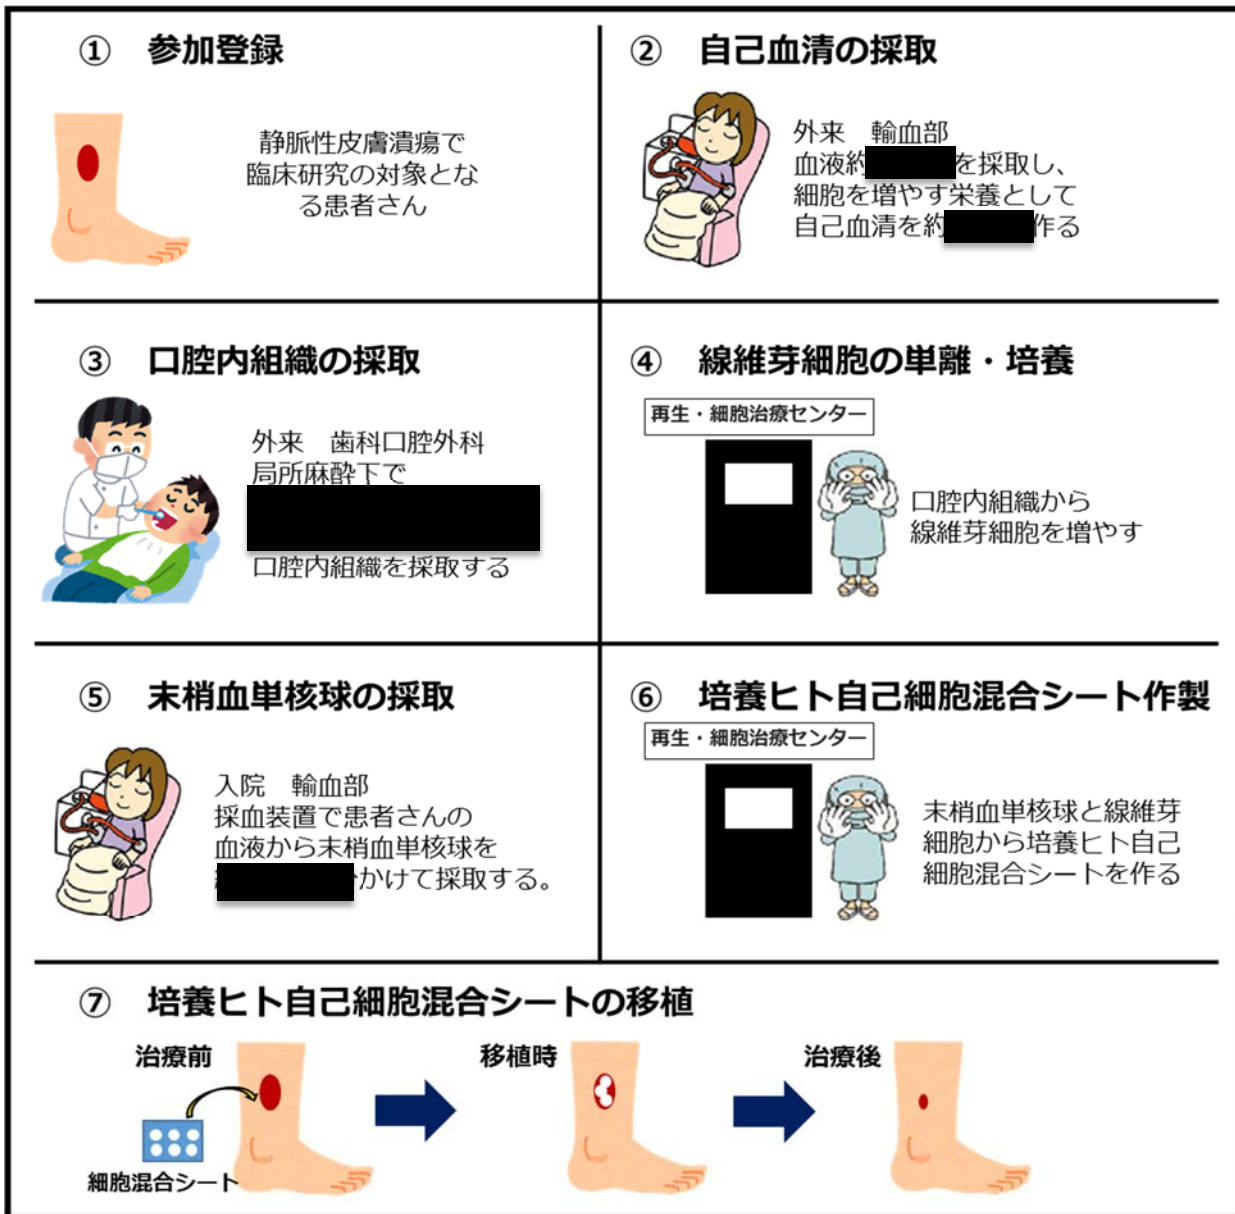 ① 参加登録
静脈性皮膚潰瘍で
臨床研究の対象とな
る患者さん
② 自己血清の採取
外来 輸血部
血液約を採取し、
細胞を増やす栄養として
自己血清を約作る
③ 口腔内組織の採取
外来 歯科口腔外科
局所麻酔下で
口腔内組織を採取する
④ 線維芽細胞の単離・培養
再生・細胞治療センター
口腔内組織から
線維芽細胞を増やす
⑤ 末梢血単核球の採取
入院 輸血部
採血装置で患者さんの
血液から末梢血単核球を
かけて採取する。
⑥ 培養ヒト自己細胞混合シート作製
再生・細胞治療センター
末梢血単核球と線維芽
細胞から培養ヒト自己
細胞混合シートを作る
⑦ 培養ヒト自己細胞混合シートの移植
治療前
移植時
治療後
細胞混合シート